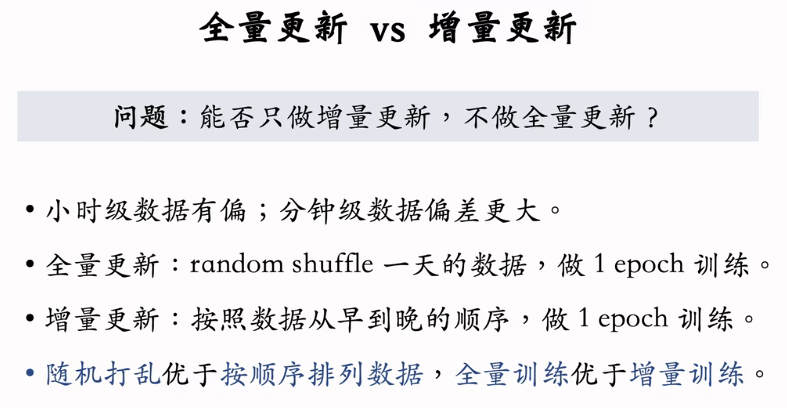 全量更新 vs 增量更新
问题：能否只做增量更新，不做全量更新？
• 小时级数据有偏；分钟级数据偏差更大。
• 全量更新：random shuffle 一天的数据，做 1 epoch 训练。
• 增量更新：按照数据从早到晚的顺序，做 1 epoch 训练。
• 随机打乱优于按顺序排列数据，全量训练优于增量训练。